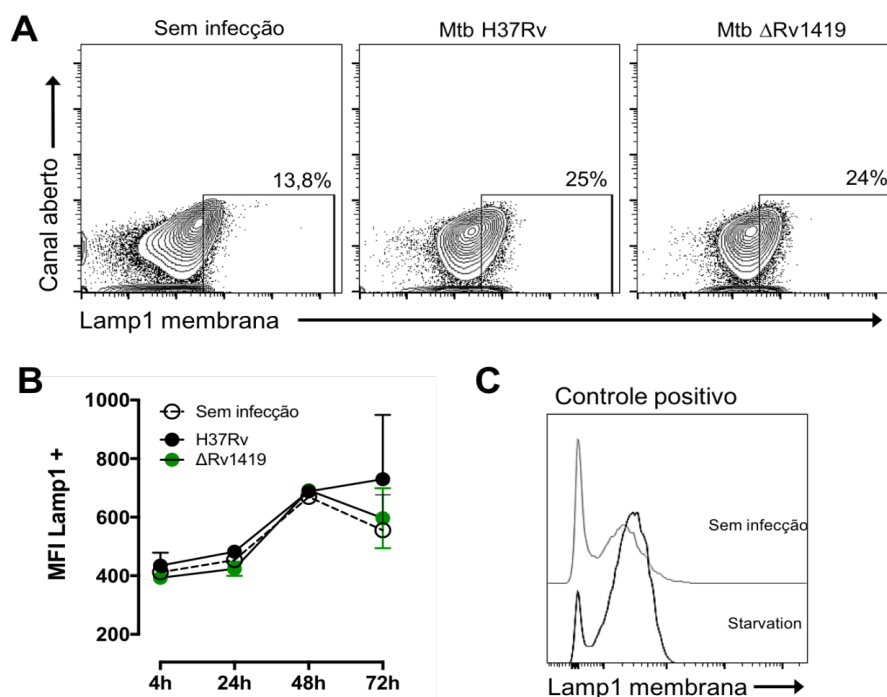 A
Sem infecção
Mtb H37Rv
Mtb ΔRv1419
Canal aberto
13,8%
25%
24%
Lamp1 membrana
B
MFI Lamp1 +
1000
800
600
400
200
Sem infecção
H37Rv
ΔRv1419
4h 24h 48h 72h
C
Controle positivo
Sem infecção
Starvation
Lamp1 membrana